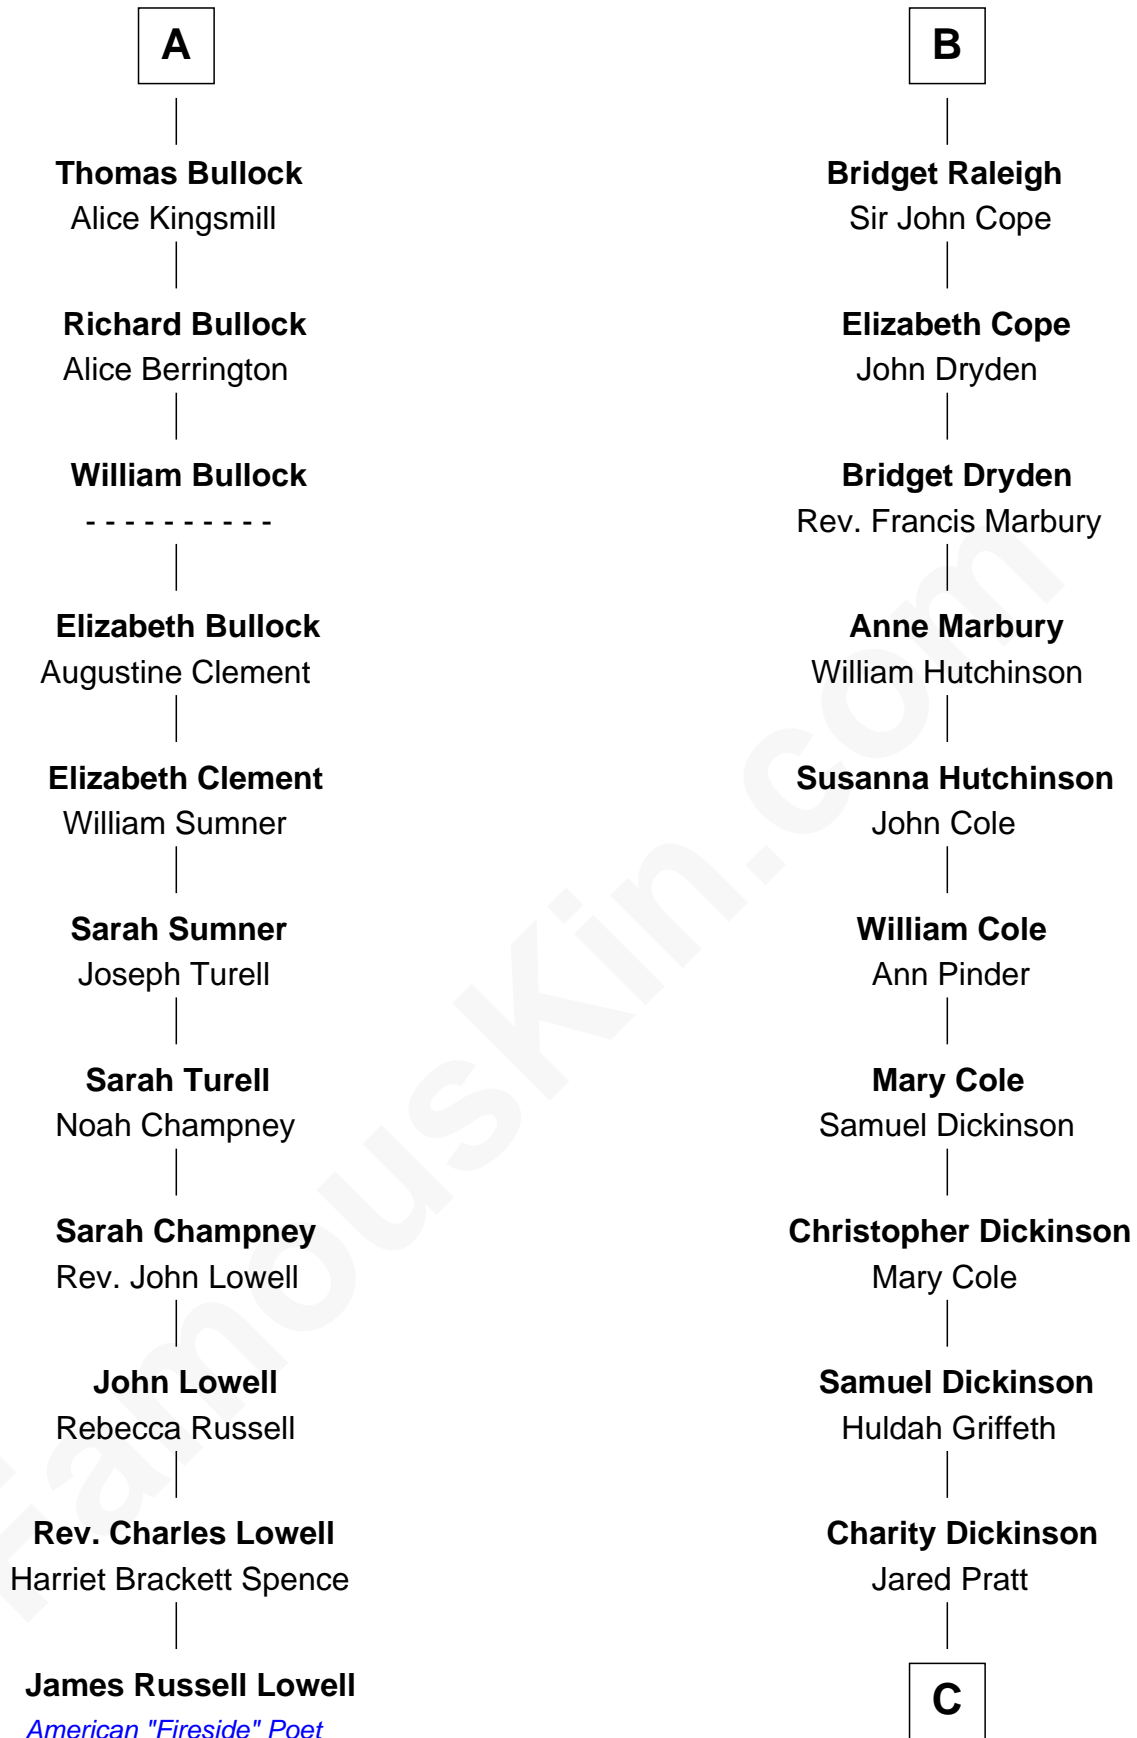 A
Thomas Bullock
Alice Kingsmill
Richard Bullock
Alice Berrington
William Bullock
- - - - - - - - - -
Elizabeth Bullock
Augustine Clement
Elizabeth Clement
William Sumner
Sarah Sumner
Joseph Turell
Sarah Turell
Noah Champney
Sarah Champney
Rev. John Lowell
John Lowell
Rebecca Russell
Rev. Charles Lowell
Harriet Brackett Spence
James Russell Lowell
American "Fireside" Poet
B
Bridget Raleigh
Sir John Cope
Elizabeth Cope
John Dryden
Bridget Dryden
Rev. Francis Marbury
Anne Marbury
William Hutchinson
Susanna Hutchinson
John Cole
William Cole
Ann Pinder
Mary Cole
Samuel Dickinson
Christopher Dickinson
Mary Cole
Samuel Dickinson
Huldah Griffeth
Charity Dickinson
Jared Pratt
C
FamousKin.com